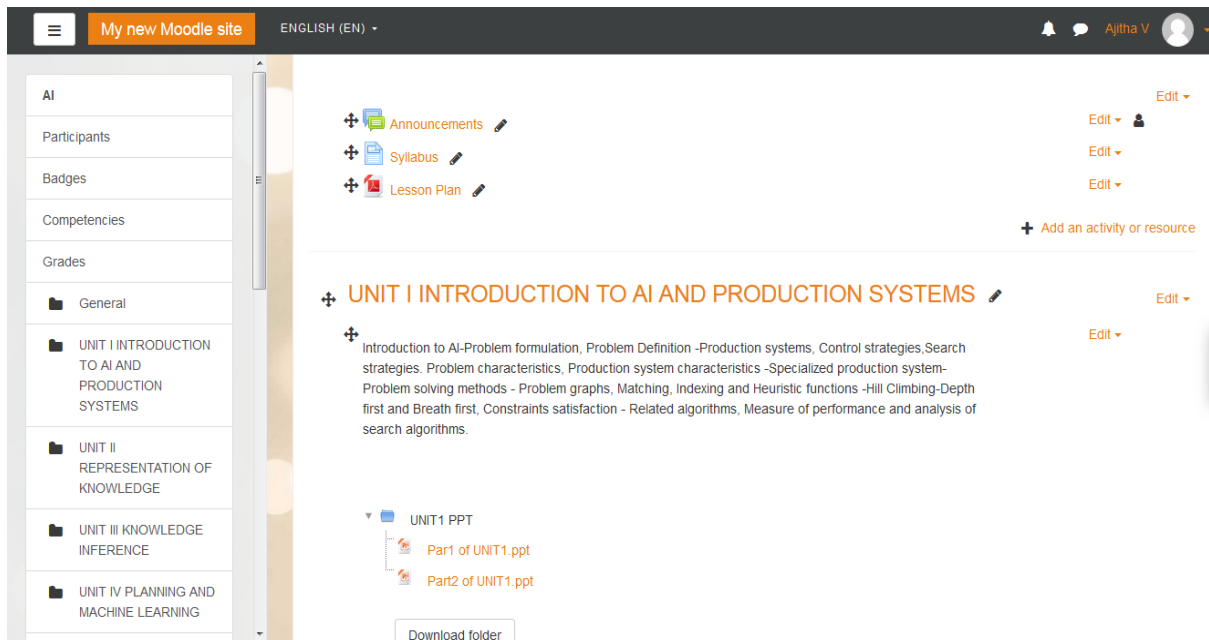 My new Moodle site
ENGLISH (EN)
Ajitha V
AI
Participants
Badges
Competencies
Grades
General
UNIT I INTRODUCTION
TO AI AND
PRODUCTION
SYSTEMS
UNIT II
REPRESENTATION OF
KNOWLEDGE
UNIT III KNOWLEDGE
INFERENCE
UNIT IV PLANNING AND
MACHINE LEARNING
Edit
Announcements Edit
Syllabus Edit
Lesson Plan Edit
Add an activity or resource
UNIT I INTRODUCTION TO AI AND PRODUCTION SYSTEMS Edit
Edit
Introduction to AI-Problem formulation, Problem Definition -Production systems, Control strategies,Search
strategies. Problem characteristics, Production system characteristics -Specialized production system-
Problem solving methods - Problem graphs, Matching, Indexing and Heuristic functions -Hill Climbing-Depth
first and Breath first, Constraints satisfaction - Related algorithms, Measure of performance and analysis of
search algorithms.
UNIT1 PPT
Par1 of UNIT1.ppt
Part2 of UNIT1.ppt
Download folder